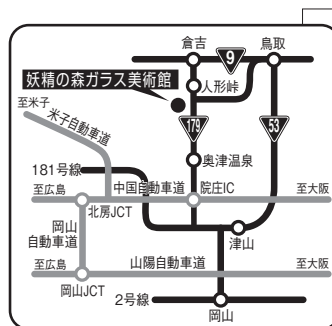 倉吉
9
鳥取
妖精の森ガラス美術館
人形峠
至米子
米子自動車道
179
53
奥津温泉
181号線
至広島
中国自動車道
院庄IC
至大阪
北房JCT
岡山
自動車道
津山
至広島
山陽自動車道
至大阪
岡山JCT
2号線
岡山